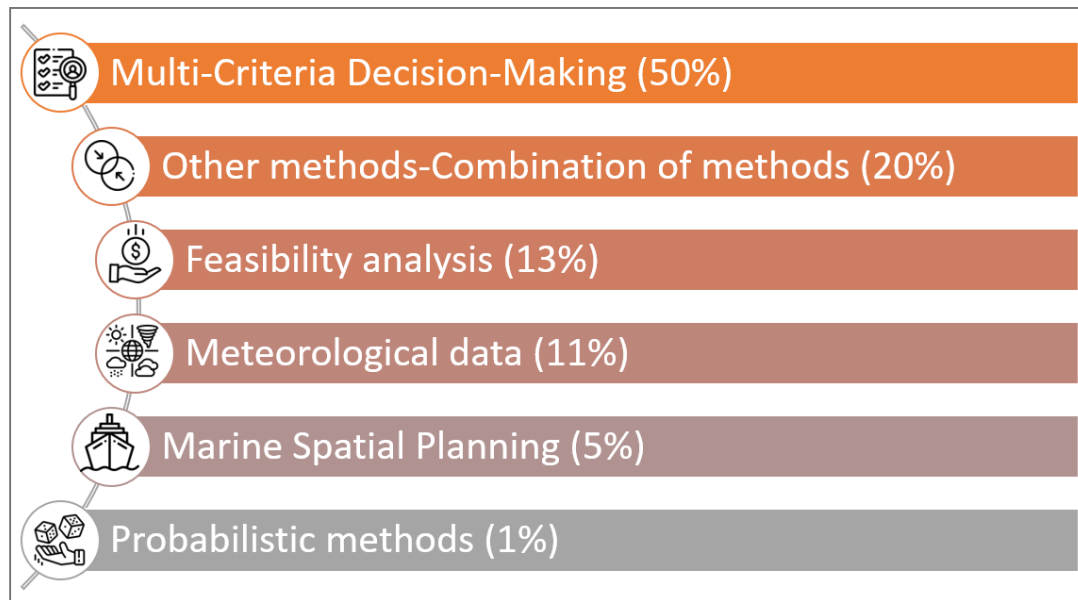 Multi-Criteria Decision-Making (50%)
Other methods-Combination of methods (20%)
Feasibility analysis (13%)
Meteorological data (11%)
Marine Spatial Planning (5%)
Probabilistic methods (1%)